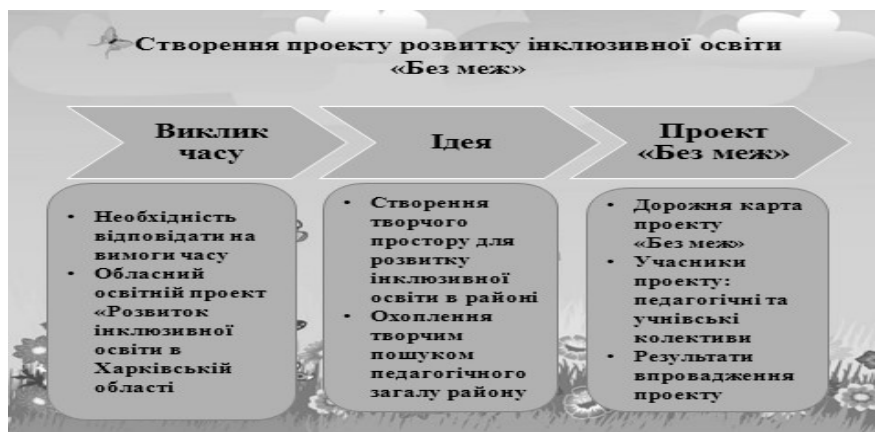 Створення проекту розвитку інклюзивної освіти
«Без меж»
Виклик
часу
• Необхідність
відповідати на
вимоги часу
• Обласний
освітній проект
«Розвиток
інклюзивної
освіти в
Харківській
області
Ідея
• Створення
творчого
простору для
розвитку
інклюзивної
освіти в районі
• Охоплення
творчим
пошуком
педагогічного
загалу району
Проект
«Без меж»
• Дорожня карта
проекту
«Без меж»
• Учасники
проекту:
педагогічні та
учнівські
колективи
• Результати
впровадження
проекту